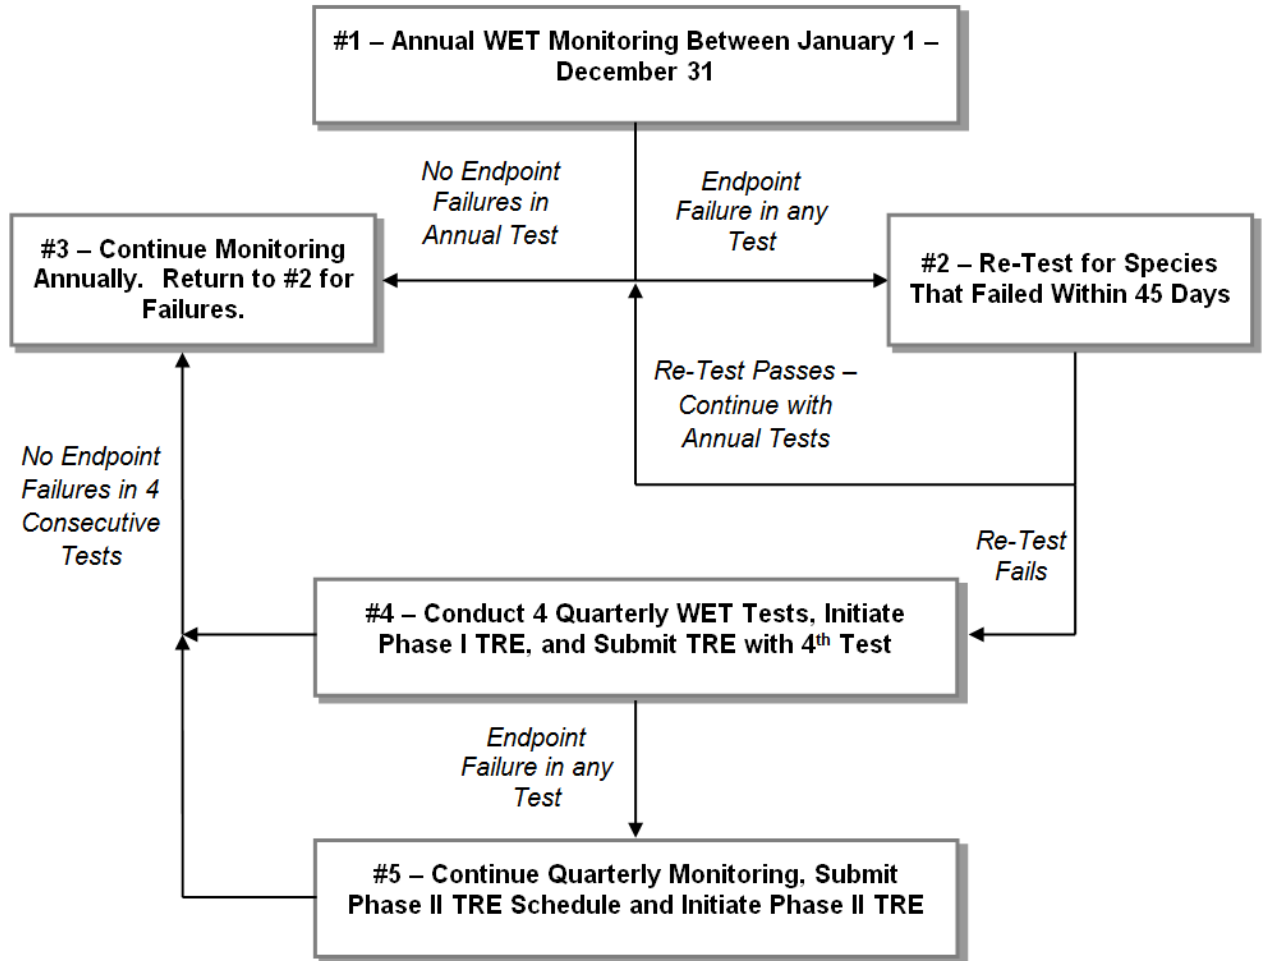 #1 – Annual WET Monitoring Between January 1 –
December 31
No Endpoint
Failures in
Annual Test
Endpoint
Failure in any
Test
#3 – Continue Monitoring
Annually.  Return to #2 for
Failures.
#2 – Re-Test for Species
That Failed Within 45 Days
Re-Test Passes –
Continue with
Annual Tests
No Endpoint
Failures in 4
Consecutive
Tests
Re-Test
Fails
#4 – Conduct 4 Quarterly WET Tests, Initiate
Phase I TRE, and Submit TRE with 4th Test
Endpoint
Failure in any
Test
#5 – Continue Quarterly Monitoring, Submit
Phase II TRE Schedule and Initiate Phase II TRE